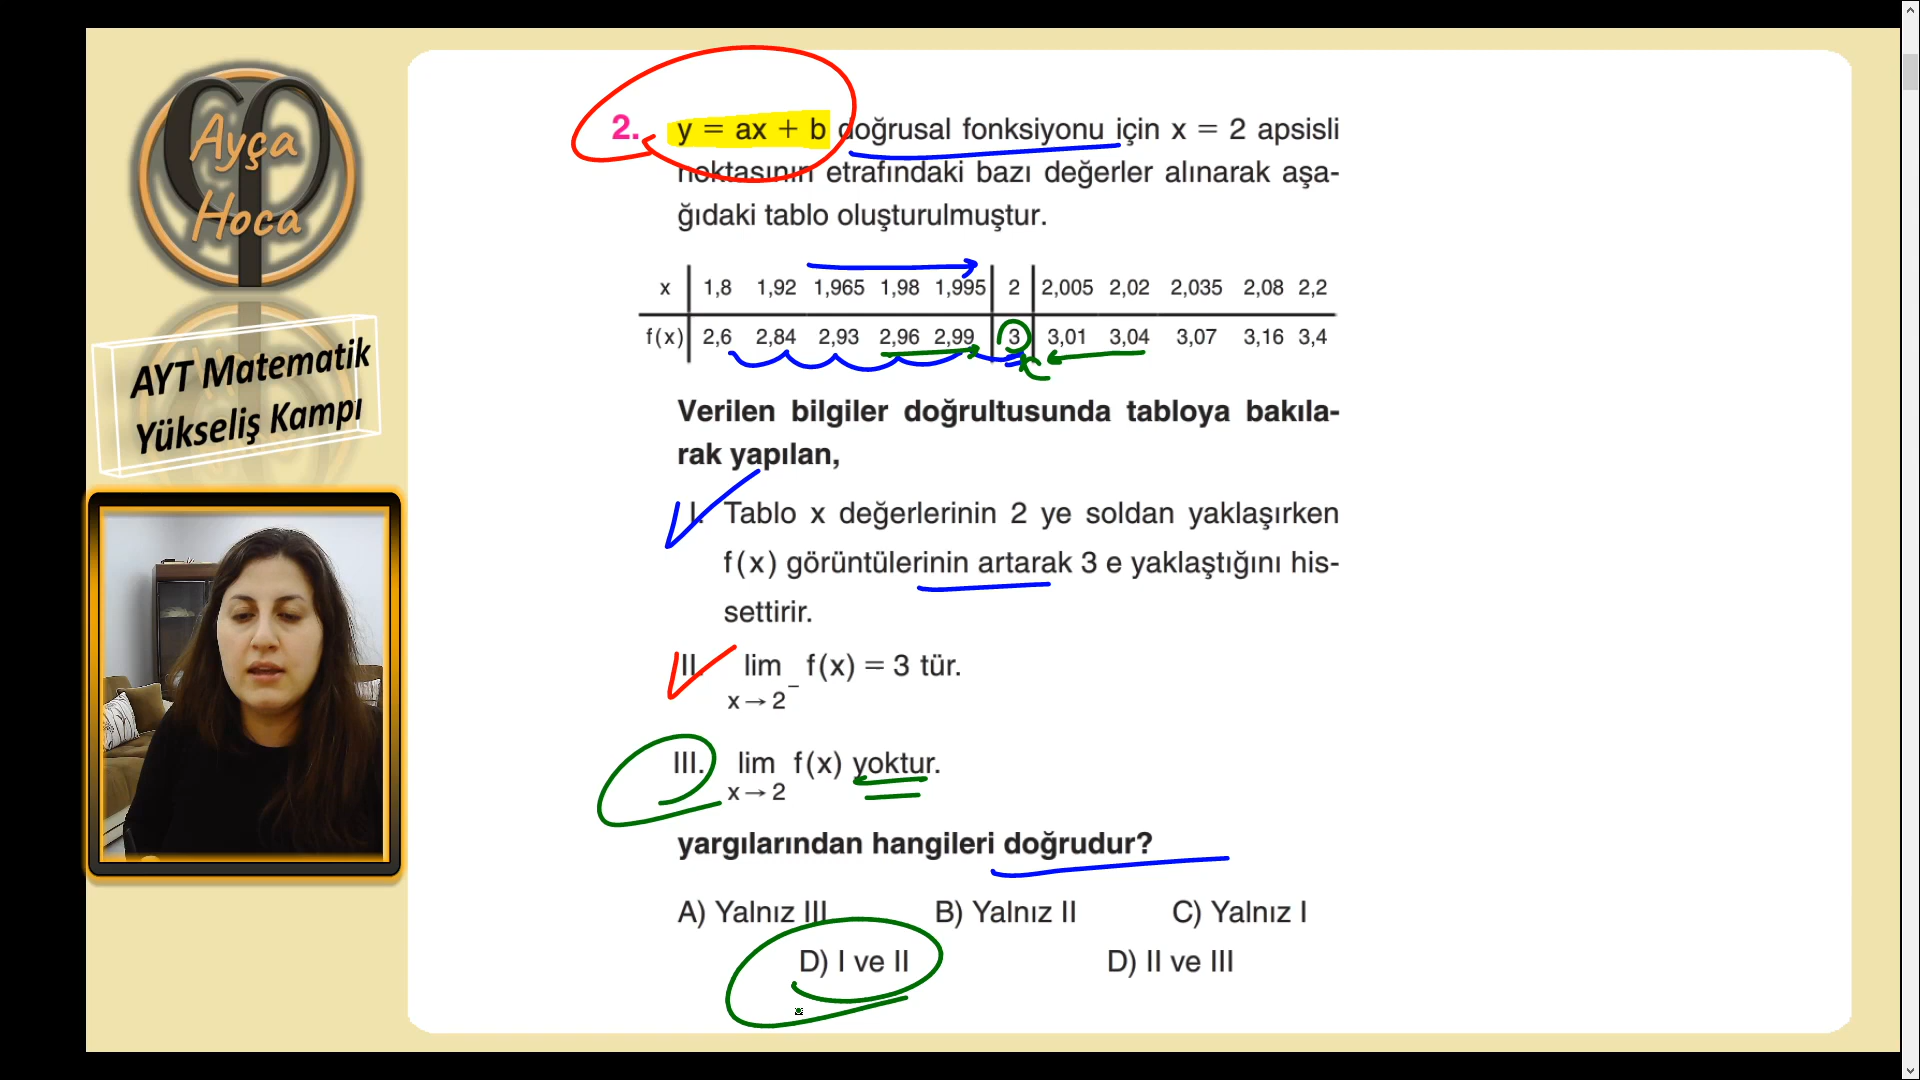 Ayça
Hoca
AYT Matematik
Yükseliş Kampı
2. y = ax + b doğrusal fonksiyonu için x = 2 apsisli
noktasının etrafındaki bazı değerler alınarak aşa-
ğıdaki tablo oluşturulmuştur.
x 1,8 1,92 1,965 1,98 1,995 2 2,005 2,02 2,035 2,08 2,2
f(x) 2,6 2,84 2,93 2,96 2,99 3 3,01 3,04 3,07 3,16 3,4
Verilen bilgiler doğrultusunda tabloya bakıla-
rak yapılan,
I. Tablo x değerlerinin 2 ye soldan yaklaşırken
f(x) görüntülerinin artarak 3 e yaklaştığını his-
settirir.
II. lim f(x) = 3 tür.
x → 2⁻
III. lim f(x) yoktur.
x → 2
yargılarından hangileri doğrudur?
A) Yalnız III B) Yalnız II C) Yalnız I
D) I ve II D) II ve III